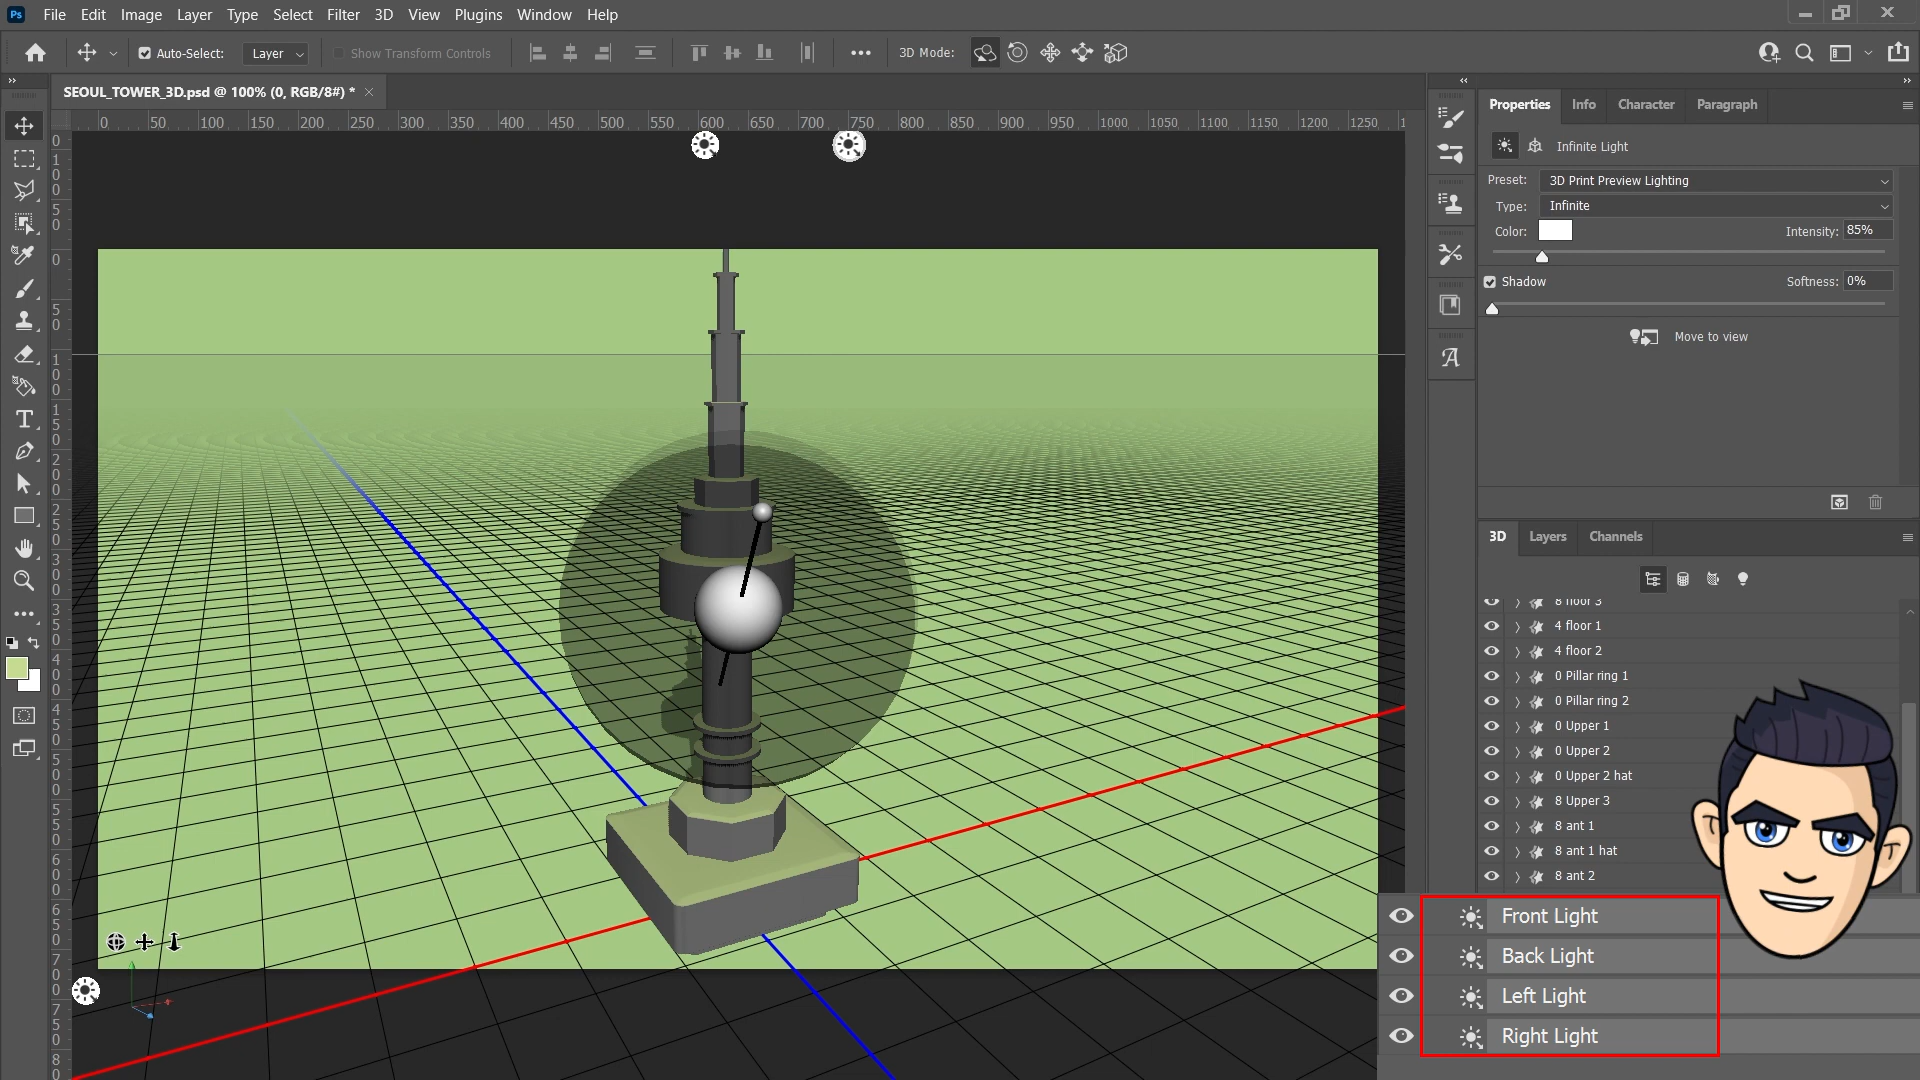 Ps File Edit Image Layer Type Select Filter 3D View Plugins Window Help
Auto-Select: Layer Show Transform Controls 3D Mode:
SEOUL_TOWER_3D.psd @ 100% (0, RGB/8#) *
0 50 100 150 200 250 300 350 400 450 500 550 600 650 700 750 800 850 900 950 1000 1050 1100 1150 1200 1250
Properties Info Character Paragraph
Infinite Light
Preset: 3D Print Preview Lighting
Type: Infinite
Color: Intensity: 85%
Shadow Softness: 0%
Move to view
3D Layers Channels
8 floor 3
4 floor 1
4 floor 2
0 Pillar ring 1
0 Pillar ring 2
0 Upper 1
0 Upper 2
0 Upper 2 hat
8 Upper 3
8 ant 1
8 ant 1 hat
8 ant 2
Front Light
Back Light
Left Light
Right Light